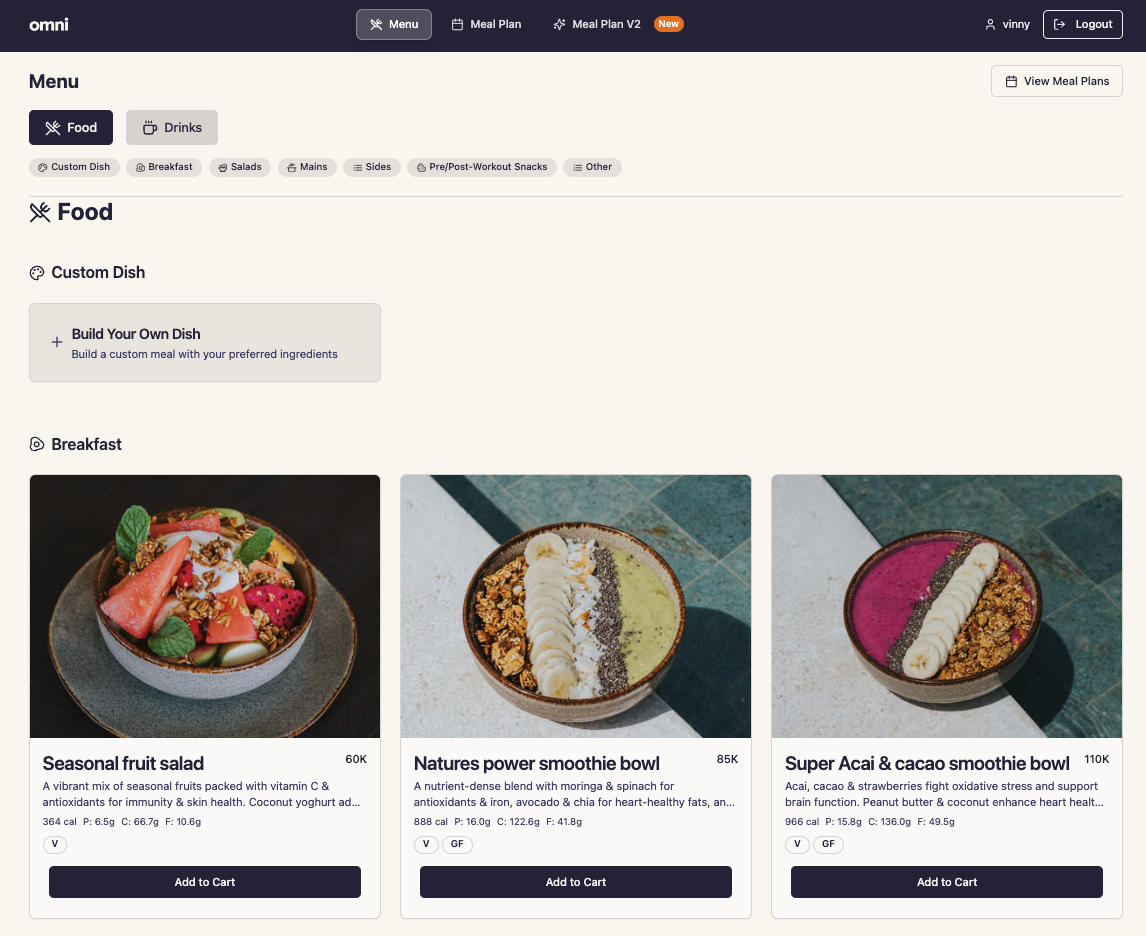 omni
Menu
Meal Plan
Meal Plan V2
New
vinny
Logout
Menu
View Meal Plans
Food
Drinks
Custom Dish
Breakfast
Salads
Mains
Sides
Pre/Post-Workout Snacks
Other
Food
Custom Dish
Build Your Own Dish
Build a custom meal with your preferred ingredients
Breakfast
Seasonal fruit salad
60K
A vibrant mix of seasonal fruits packed with vitamin C &
antioxidants for immunity & skin health. Coconut yoghurt ad...
364 cal P: 6.5g C: 66.7g F: 10.6g
V
Add to Cart
Natures power smoothie bowl
85K
A nutrient-dense blend with moringa & spinach for
antioxidants & iron, avocado & chia for heart-healthy fats, an...
888 cal P: 16.0g C: 122.6g F: 41.8g
V
GF
Add to Cart
Super Acai & cacao smoothie bowl
110K
Acai, cacao & strawberries fight oxidative stress and support
brain function. Peanut butter & coconut enhance heart healt...
966 cal P: 15.8g C: 136.0g F: 49.5g
V
GF
Add to Cart